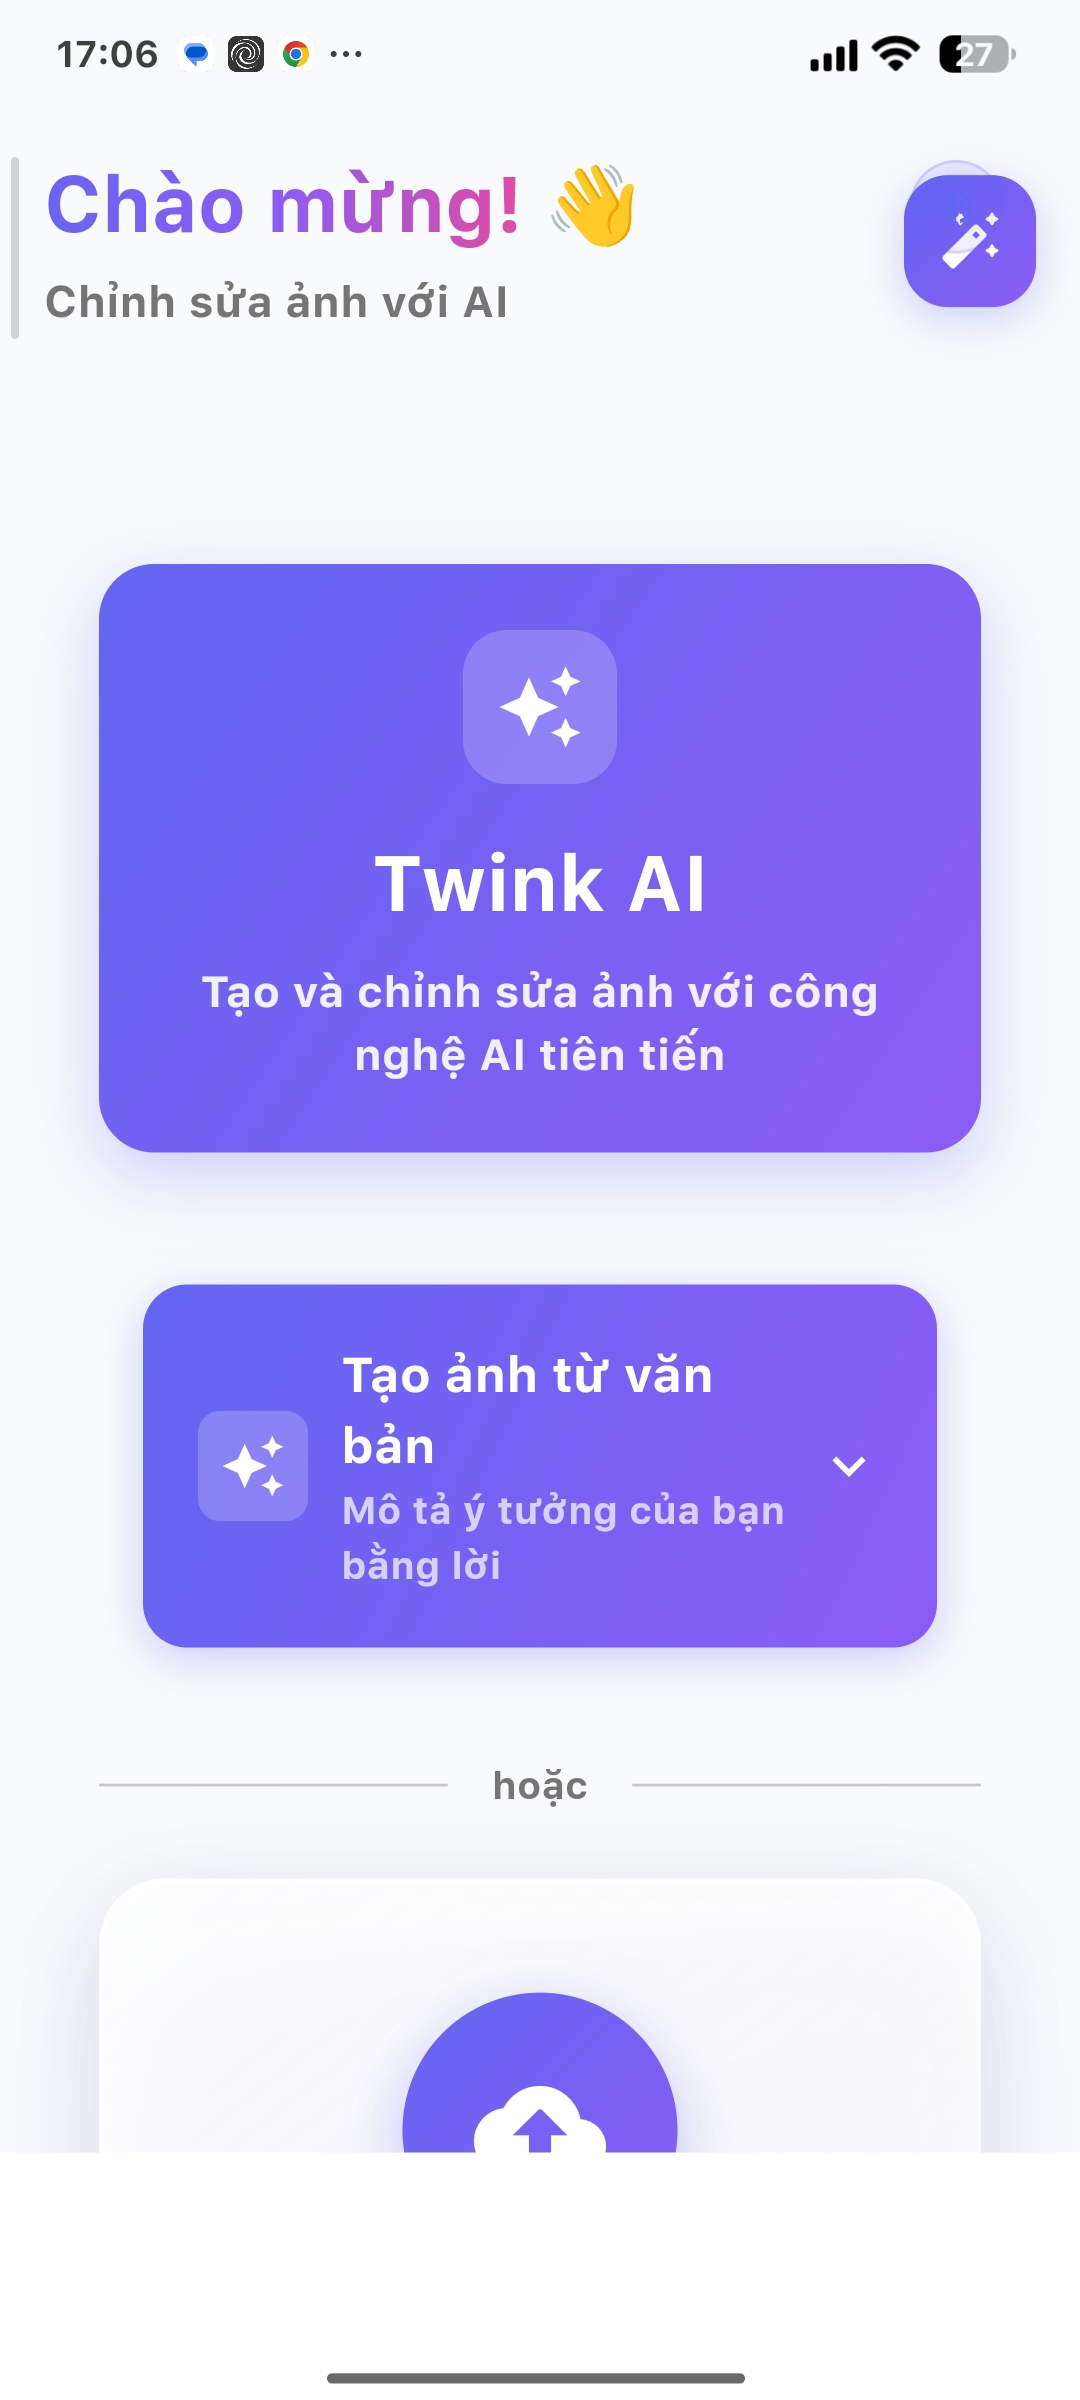 17:06
27
Chào mừng! 👋
Chỉnh sửa ảnh với AI
Twink AI
Tạo và chỉnh sửa ảnh với công
nghệ AI tiên tiến
Tạo ảnh từ văn
bản
Mô tả ý tưởng của bạn
bằng lời
hoặc